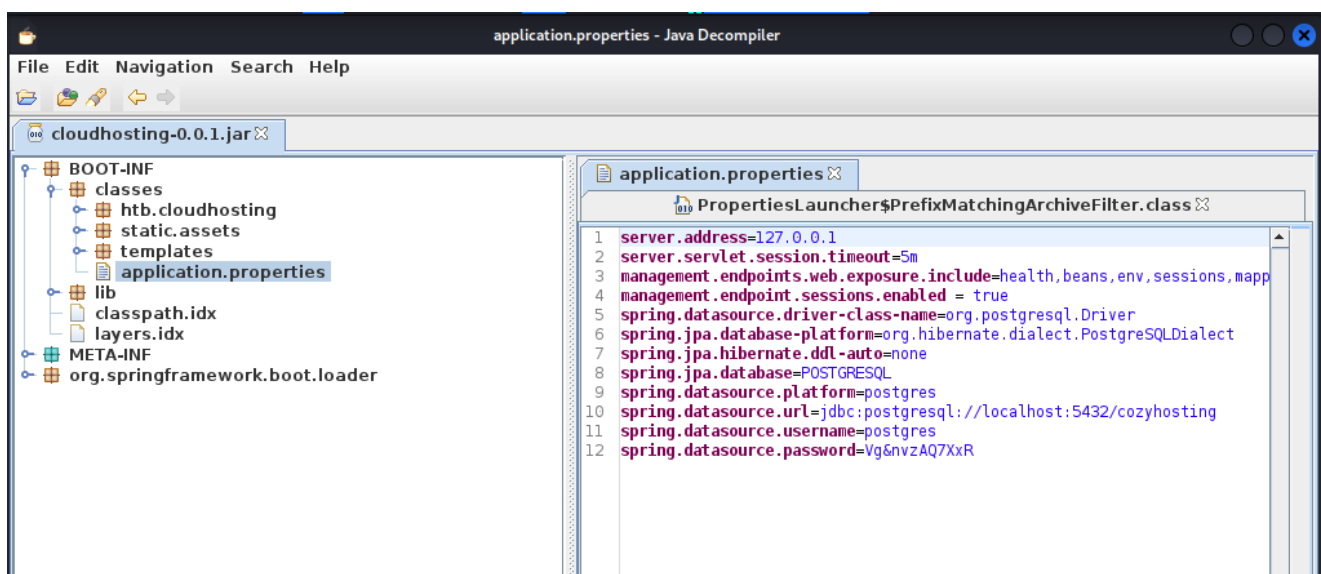 application.properties - Java Decompiler
File Edit Navigation Search Help
cloudhosting-0.0.1.jar
BOOT-INF
classes
htb.cloudhosting
static.assets
templates
application.properties
lib
classpath.idx
layers.idx
META-INF
org.springframework.boot.loader
application.properties
PropertiesLauncher$PrefixMatchingArchiveFilter.class
1 server.address=127.0.0.1
2 server.servlet.session.timeout=5m
3 management.endpoints.web.exposure.include=health,beans,env,sessions,mapp
4 management.endpoint.sessions.enabled = true
5 spring.datasource.driver-class-name=org.postgresql.Driver
6 spring.jpa.database-platform=org.hibernate.dialect.PostgreSQLDialect
7 spring.jpa.hibernate.ddl-auto=none
8 spring.jpa.database=POSTGRESQL
9 spring.datasource.platform=postgres
10 spring.datasource.url=jdbc:postgresql://localhost:5432/cozyhosting
11 spring.datasource.username=postgres
12 spring.datasource.password=Vg&nvzAQ7XxR